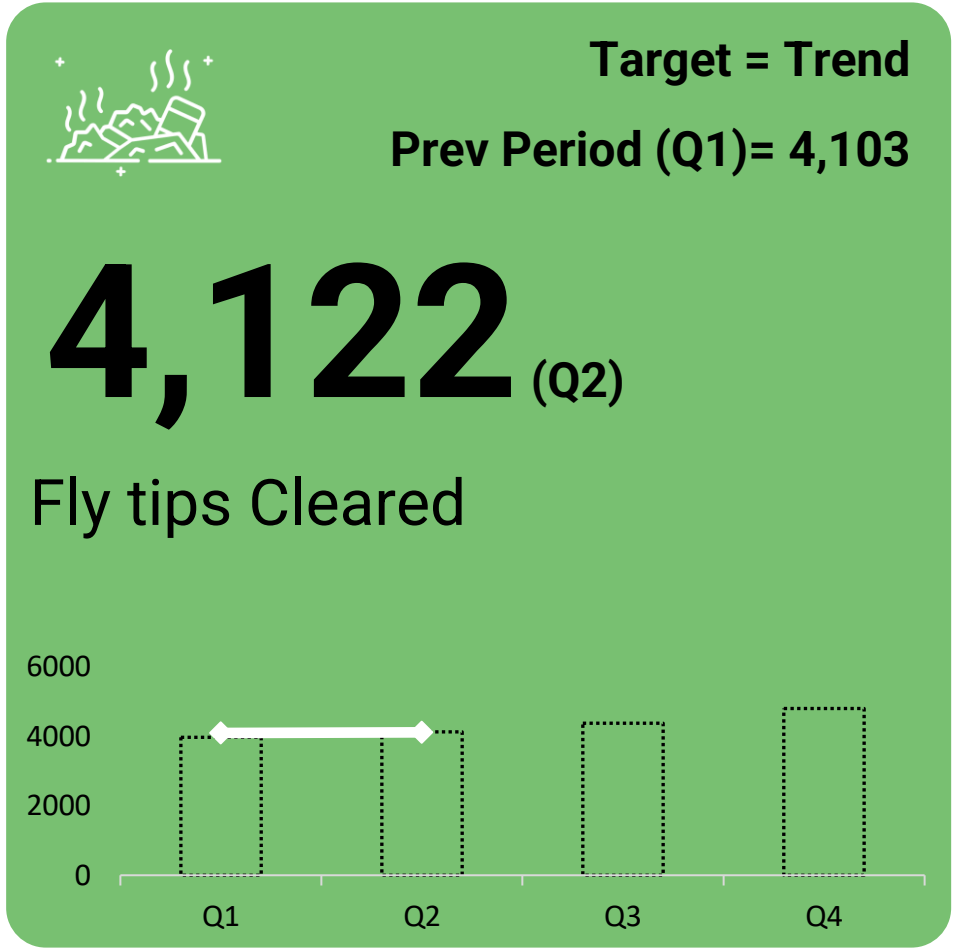 Target = Trend
Prev Period (Q1)= 4,103
4,122 (Q2)
Fly tips Cleared
6000
4000
2000
0
Q1 Q2 Q3 Q4